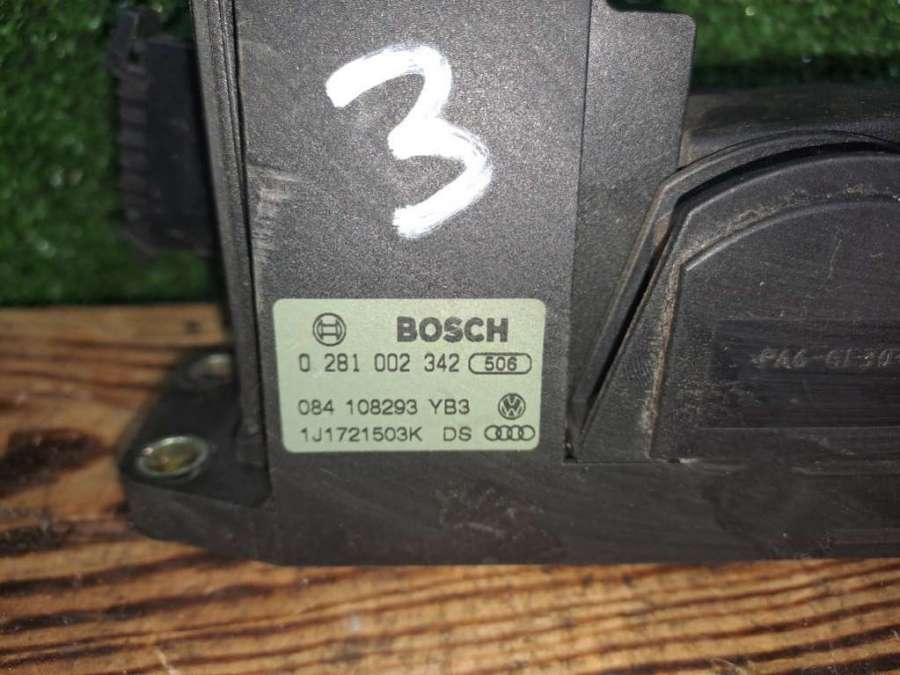 3
BOSCH
0 281 002 342 506
084 108293 YB3
1J1721503K DS